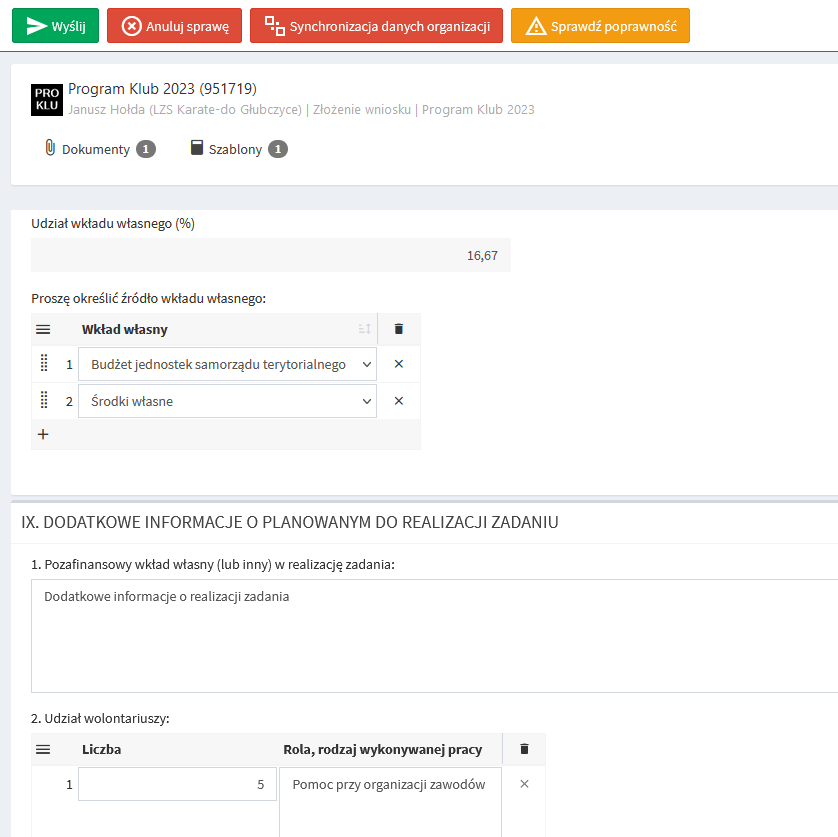 Wyślij Anuluj sprawę Synchronizacja danych organizacji Sprawdź poprawność
PRO
KLU
Program Klub 2023 (951719)
Janusz Hołda (LZS Karate-do Głubczyce) | Złożenie wniosku | Program Klub 2023
Dokumenty 1 Szablony 1
Udział wkładu własnego (%)
16,67
Proszę określić źródło wkładu własnego:
Wkład własny
1 Budżet jednostek samorządu terytorialnego
2 Środki własne
IX. DODATKOWE INFORMACJE O PLANOWANYM DO REALIZACJI ZADANIU
1. Pozafinansowy wkład własny (lub inny) w realizację zadania:
Dodatkowe informacje o realizacji zadania
2. Udział wolontariuszy:
Liczba Rola, rodzaj wykonywanej pracy
1 5 Pomoc przy organizacji zawodów